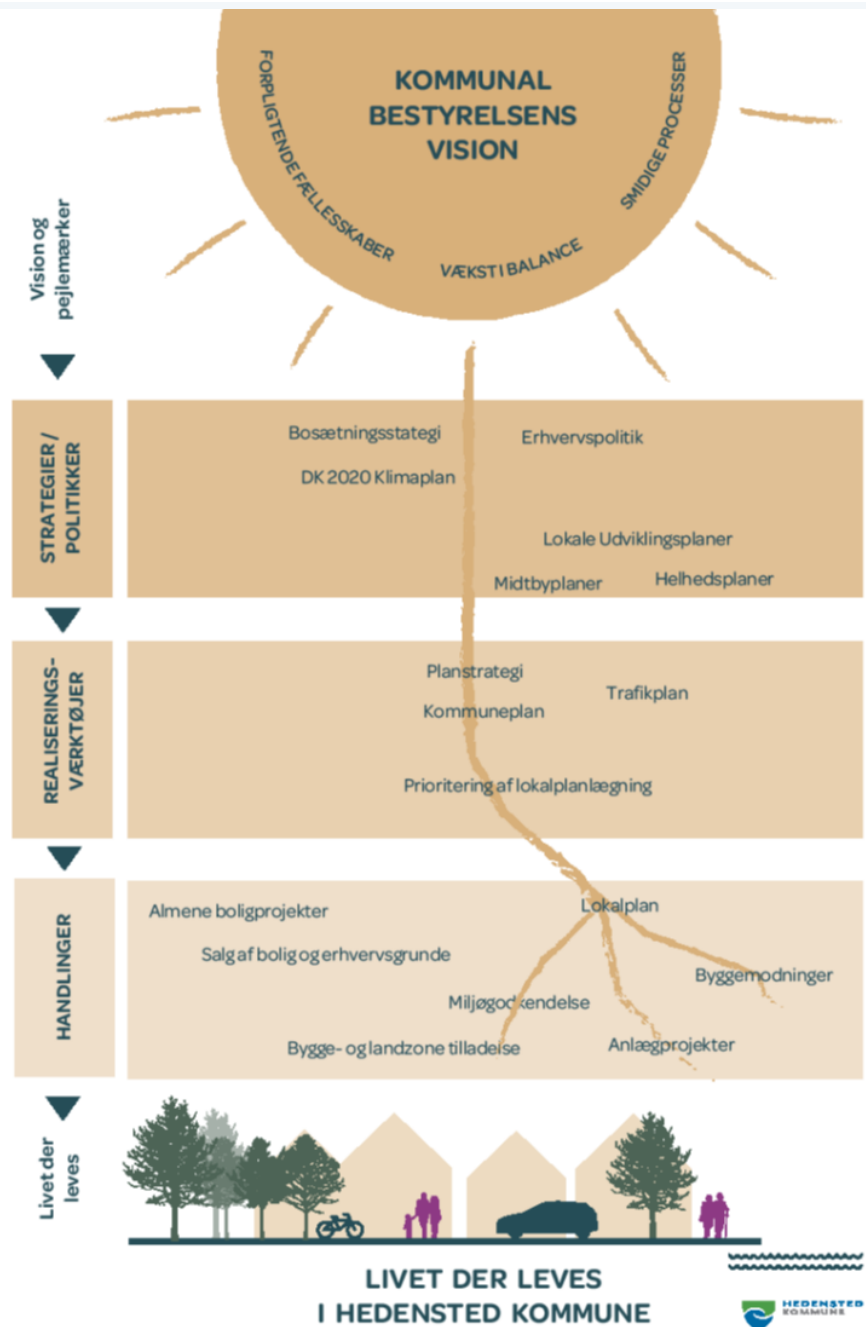 KOMMUNAL
BESTYRELSENS
VISION
FORPLIGTENDE FÆLLESSKABER
VÆKST I BALANCE
SMIDIGE PROCESSER
Vision og
pejlemærker
STRATEGIER /
POLITIKKER
Bosætningsstategi
Erhvervspolitik
DK 2020 Klimaplan
Lokale Udviklingsplaner
Midtbyplaner
Helhedsplaner
REALISERINGS-
VÆRKTØJER
Planstrategi
Trafikplan
Kommuneplan
Prioritering af lokalplanlægning
HANDLINGER
Almene boligprojekter
Lokalplan
Salg af bolig og erhvervsgrunde
Byggemodninger
Miljøgodkendelse
Bygge- og landzone tilladelse
Anlægprojekter
Livet der
leves
LIVET DER LEVES
I HEDENSTED KOMMUNE
HEDENSTED
KOMMUNE